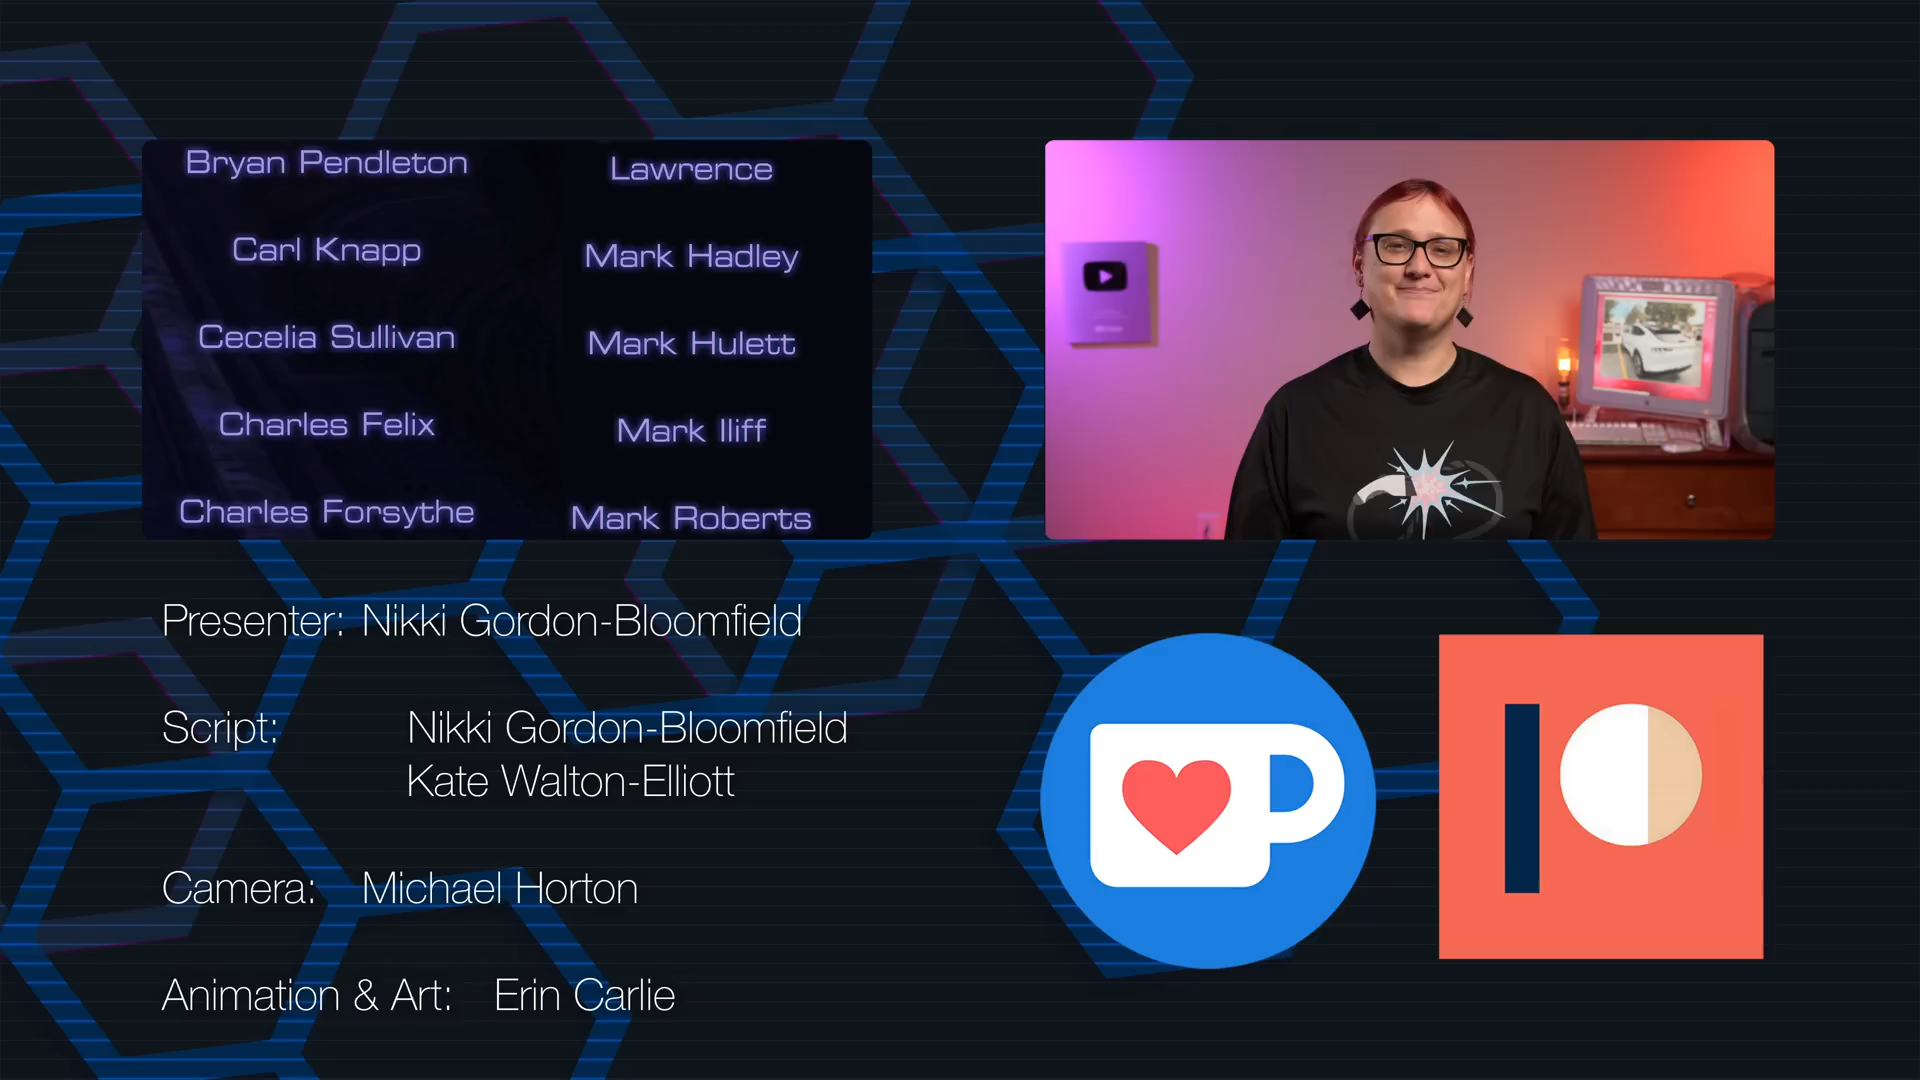 Bryan Pendleton
Carl Knapp
Cecelia Sullivan
Charles Felix
Charles Forsythe
Lawrence
Mark Hadley
Mark Hulett
Mark Iliff
Mark Roberts
Presenter: Nikki Gordon-Bloomfield
Script: Nikki Gordon-Bloomfield
Kate Walton-Elliott
Camera: Michael Horton
Animation & Art: Erin Carlie